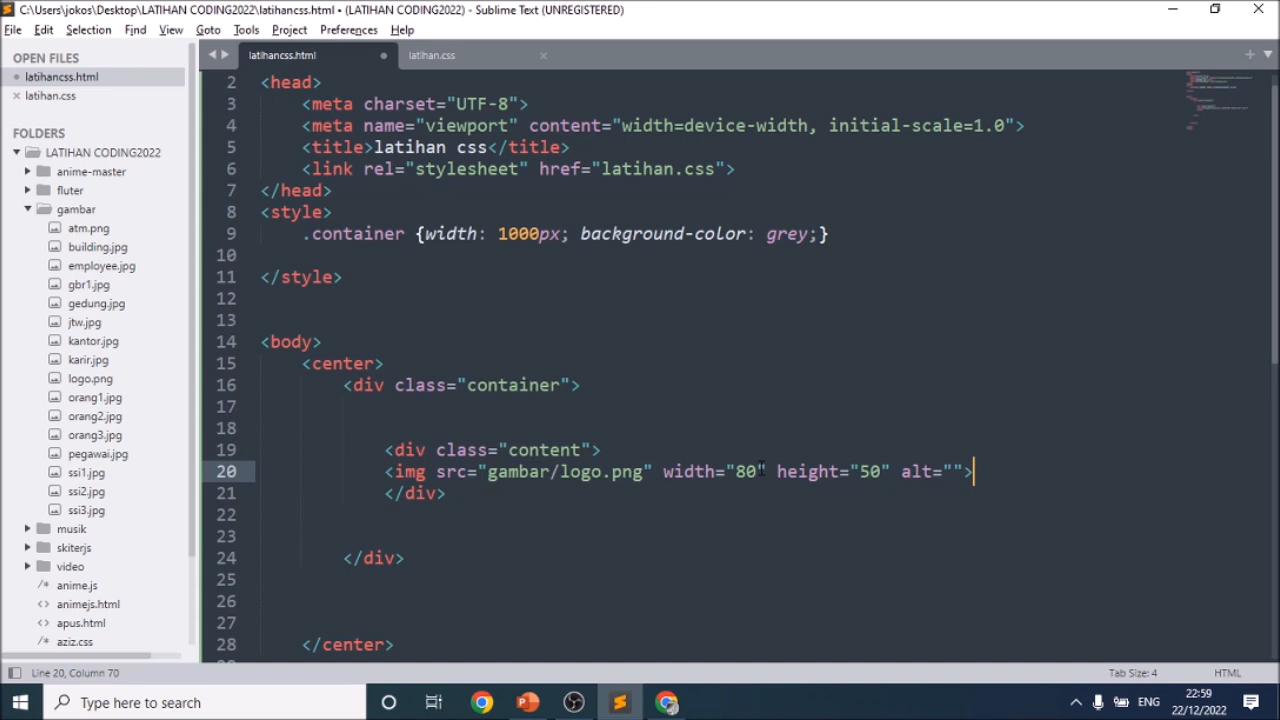 C:\Users\jokos\Desktop\LATIHAN CODING2022\latihancss.html • (LATIHAN CODING2022) - Sublime Text (UNREGISTERED)
File Edit Selection Find View Goto Tools Project Preferences Help
OPEN FILES
latihancss.html
latihan.css
FOLDERS
LATIHAN CODING2022
anime-master
fluter
gambar
atm.png
building.jpg
employee.jpg
gbr1.jpg
gedung.jpg
jtw.jpg
kantor.jpg
karir.jpg
logo.png
orang1.jpg
orang2.jpg
orang3.jpg
pegawai.jpg
ssi1.jpg
ssi2.jpg
ssi3.jpg
musik
skiterjs
video
/* anime.js
<> animejs.html
<> apus.html
/* aziz.css
latihancss.html latihan.css
2 <head>
3 <meta charset="UTF-8">
4 <meta name="viewport" content="width=device-width, initial-scale=1.0">
5 <title>latihan css</title>
6 <link rel="stylesheet" href="latihan.css">
7 </head>
8 <style>
9 .container {width: 1000px; background-color: grey;}
10
11 </style>
12
13
14 <body>
15 <center>
16 <div class="container">
17
18
19 <div class="content">
20 <img src="gambar/logo.png" width="80" height="50" alt="">
21 </div>
22
23
24 </div>
25
26
27
28 </center>
Line 20, Column 70 Tab Size: 4 HTML
Type here to search
ENG
22:59
22/12/2022